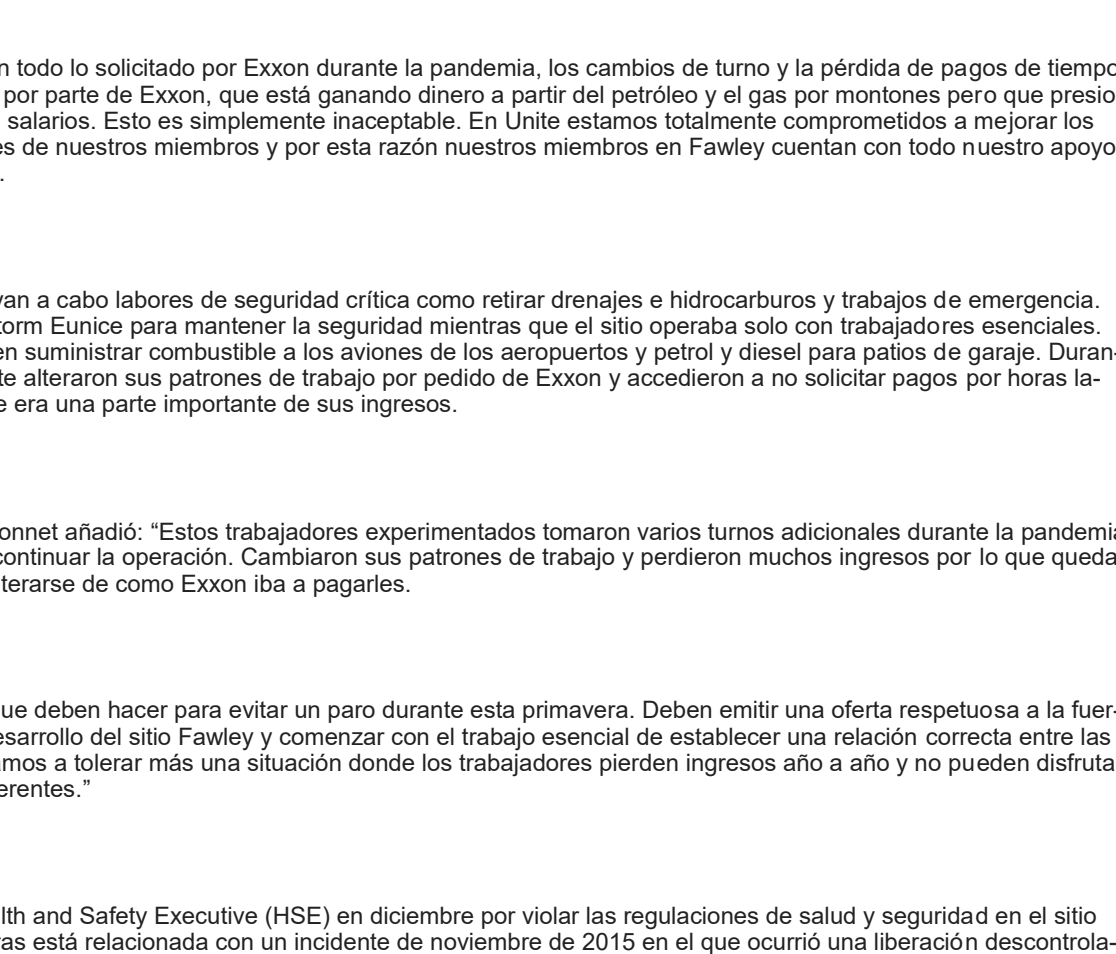 n todo lo solicitado por Exxon durante la pandemia, los cambios de turno y la pérdida de pagos de tiempo
por parte de Exxon, que está ganando dinero a partir del petróleo y el gas por montones pero que presio
salarios. Esto es simplemente inaceptable. En Unite estamos totalmente comprometidos a mejorar los
es de nuestros miembros y por esta razón nuestros miembros en Fawley cuentan con todo nuestro apoyo
.
van a cabo labores de seguridad crítica como retirar drenajes e hidrocarburos y trabajos de emergencia.
torm Eunice para mantener la seguridad mientras que el sitio operaba solo con trabajadores esenciales.
en suministrar combustible a los aviones de los aeropuertos y petrol y diesel para patios de garaje. Duran-
te alteraron sus patrones de trabajo por pedido de Exxon y accedieron a no solicitar pagos por horas la-
e era una parte importante de sus ingresos.
onnet añadió: “Estos trabajadores experimentados tomaron varios turnos adicionales durante la pandemia
continuar la operación. Cambiaron sus patrones de trabajo y perdieron muchos ingresos por lo que queda
terarse de como Exxon iba a pagarles.
ue deben hacer para evitar un paro durante esta primavera. Deben emitir una oferta respetuosa a la fuer-
esarrollo del sitio Fawley y comenzar con el trabajo esencial de establecer una relación correcta entre las
amos a tolerar más una situación donde los trabajadores pierden ingresos año a año y no pueden disfruta
erentes.”
lth and Safety Executive (HSE) en diciembre por violar las regulaciones de salud y seguridad en el sitio
ras está relacionada con un incidente de noviembre de 2015 en el que ocurrió una liberación descontrola-